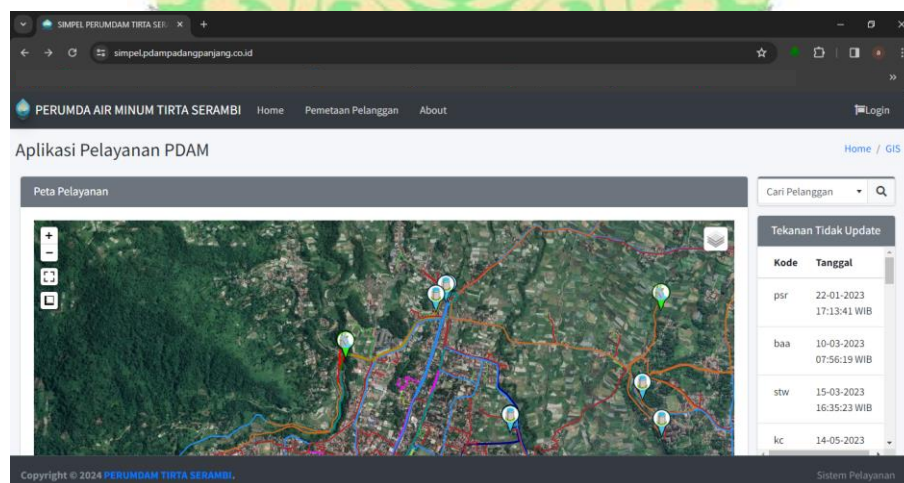 SIMPEL PERUMDAM TIRTA SER
simpel.pdampadangpanjang.co.id
PERUMDA AIR MINUM TIRTA SERAMBI Home Pemetaan Pelanggan About Login
Aplikasi Pelayanan PDAM Home / GIS
Peta Pelayanan
Cari Pelanggan
Tekanan Tidak Update
Kode Tanggal
psr 22-01-2023
17:13:41 WIB
baa 10-03-2023
07:56:19 WIB
stw 15-03-2023
16:35:23 WIB
kc 14-05-2023
Copyright © 2024 PERUMDAM TIRTA SERAMBI. Sistem Pelayanan